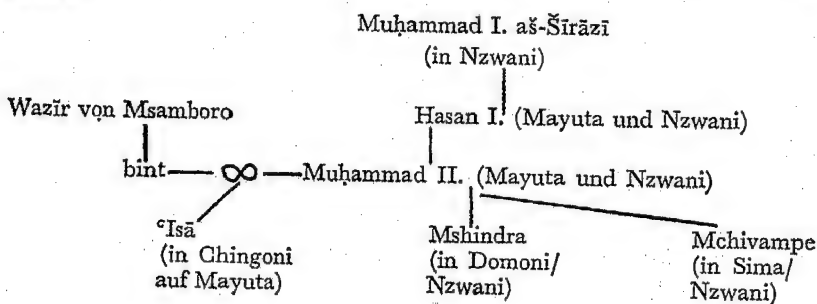 Muḥammad I. aš-Šīrāzī
(in Nzwani)
Wazīr von Msamboro
Hasan I. (Mayuta und Nzwani)
bint ∞ Muḥammad II. (Mayuta und Nzwani)
ʿIsā
(in Chingoni
auf Mayuta)
Mshindra
(in Domoni/
Nzwani)
Mchivampe
(in Sima/
Nzwani)